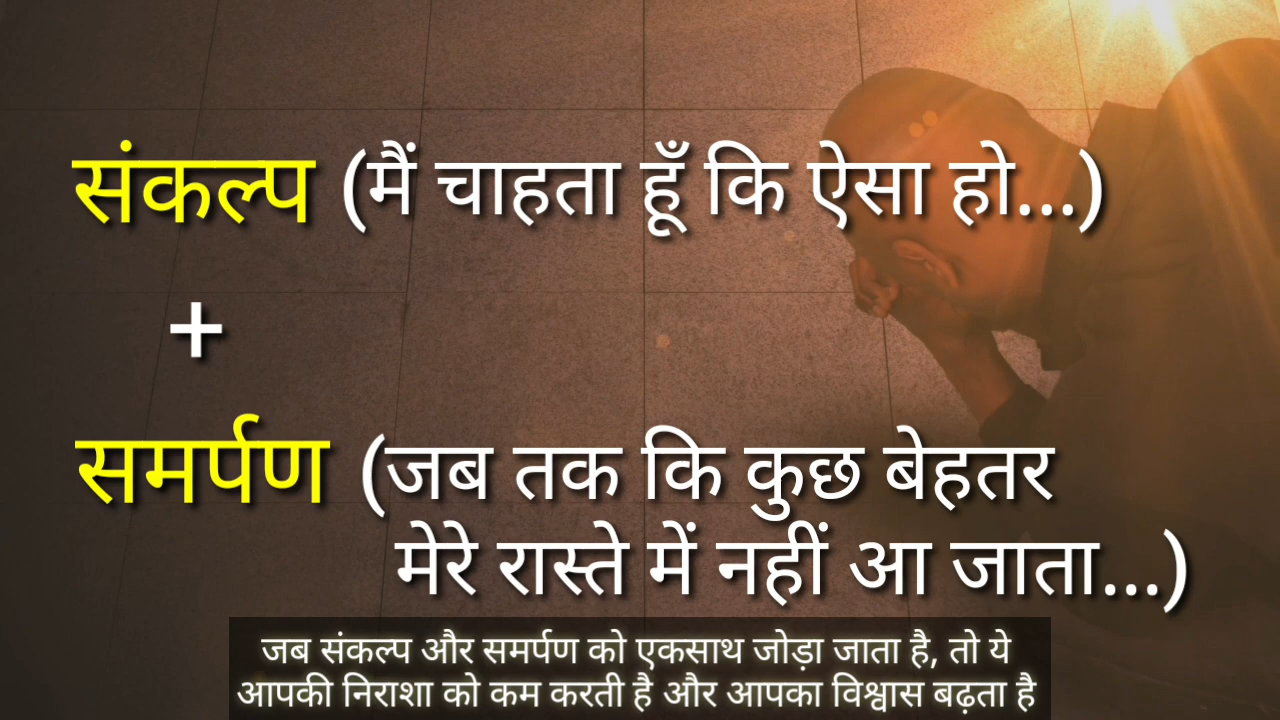 संकल्प (मैं चाहता हूँ कि ऐसा हो...)
+
समर्पण (जब तक कि कुछ बेहतर
मेरे रास्ते में नहीं आ जाता...)
जब संकल्प और समर्पण को एकसाथ जोड़ा जाता है, तो ये
आपकी निराशा को कम करती है और आपका विश्वास बढ़ता है